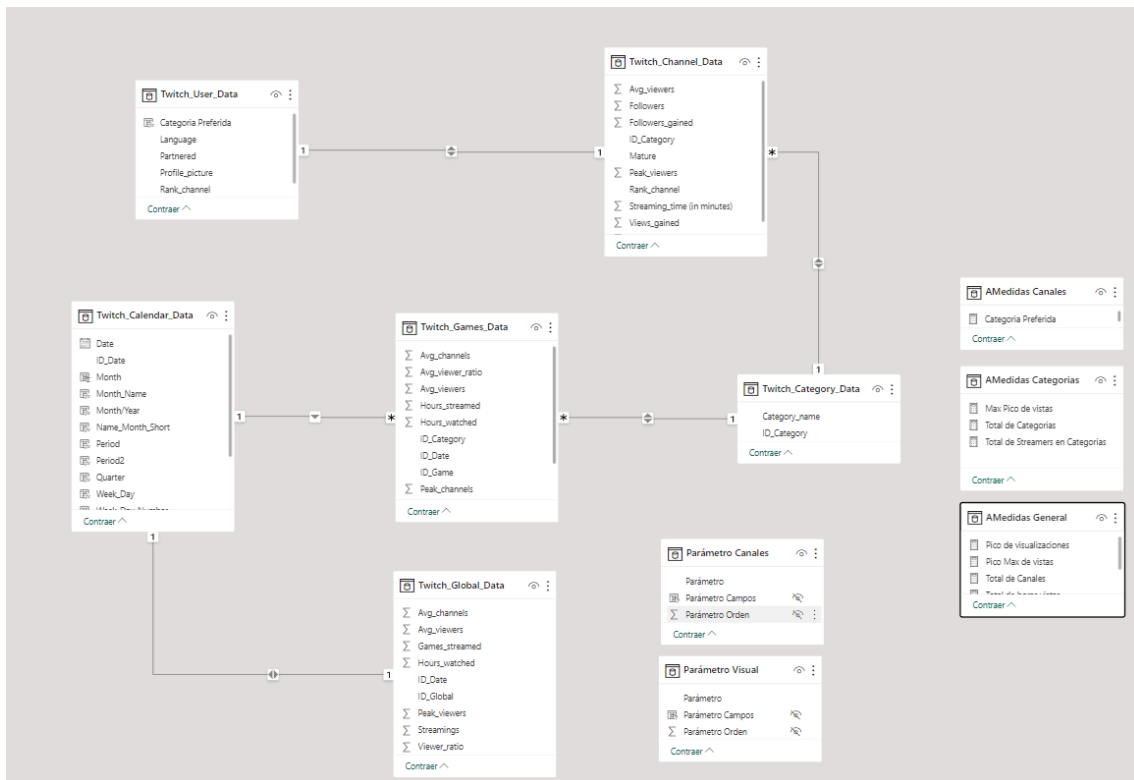 Twitch_User_Data
Categoria Preferida
Language
Partnered
Profile_picture
Rank_channel
Contraer
1
1
Twitch_Channel_Data
Avg_viewers
Followers
Followers_gained
ID_Category
Mature
Peak_viewers
Rank_channel
Streaming_time (in minutes)
Views_gained
Contraer
*
1
Twitch_Calendar_Data
Date
ID_Date
Month
Month_Name
Month/Year
Name_Month_Short
Period
Period2
Quarter
Week_Day
Week_Day_Number
Contraer
1
*
1
Twitch_Games_Data
Avg_channels
Avg_viewer_ratio
Avg_viewers
Hours_streamed
Hours_watched
ID_Category
ID_Date
ID_Game
Peak_channels
Contraer
*
1
Twitch_Category_Data
Category_name
ID_Category
Contraer
Twitch_Global_Data
Avg_channels
Avg_viewers
Games_streamed
Hours_watched
ID_Date
ID_Global
Peak_viewers
Streamings
Viewer_ratio
Contraer
1
Parámetro Canales
Parámetro
Parámetro Campos
Parámetro Orden
Contraer
Parámetro Visual
Parámetro
Parámetro Campos
Parámetro Orden
Contraer
AMedidas Canales
Categoria Preferida
Contraer
AMedidas Categorias
Max Pico de vistas
Total de Categorias
Total de Streamers en Categorias
Contraer
AMedidas General
Pico de visualizaciones
Pico Max de vistas
Total de Canales
Total de horas vistas
Contraer